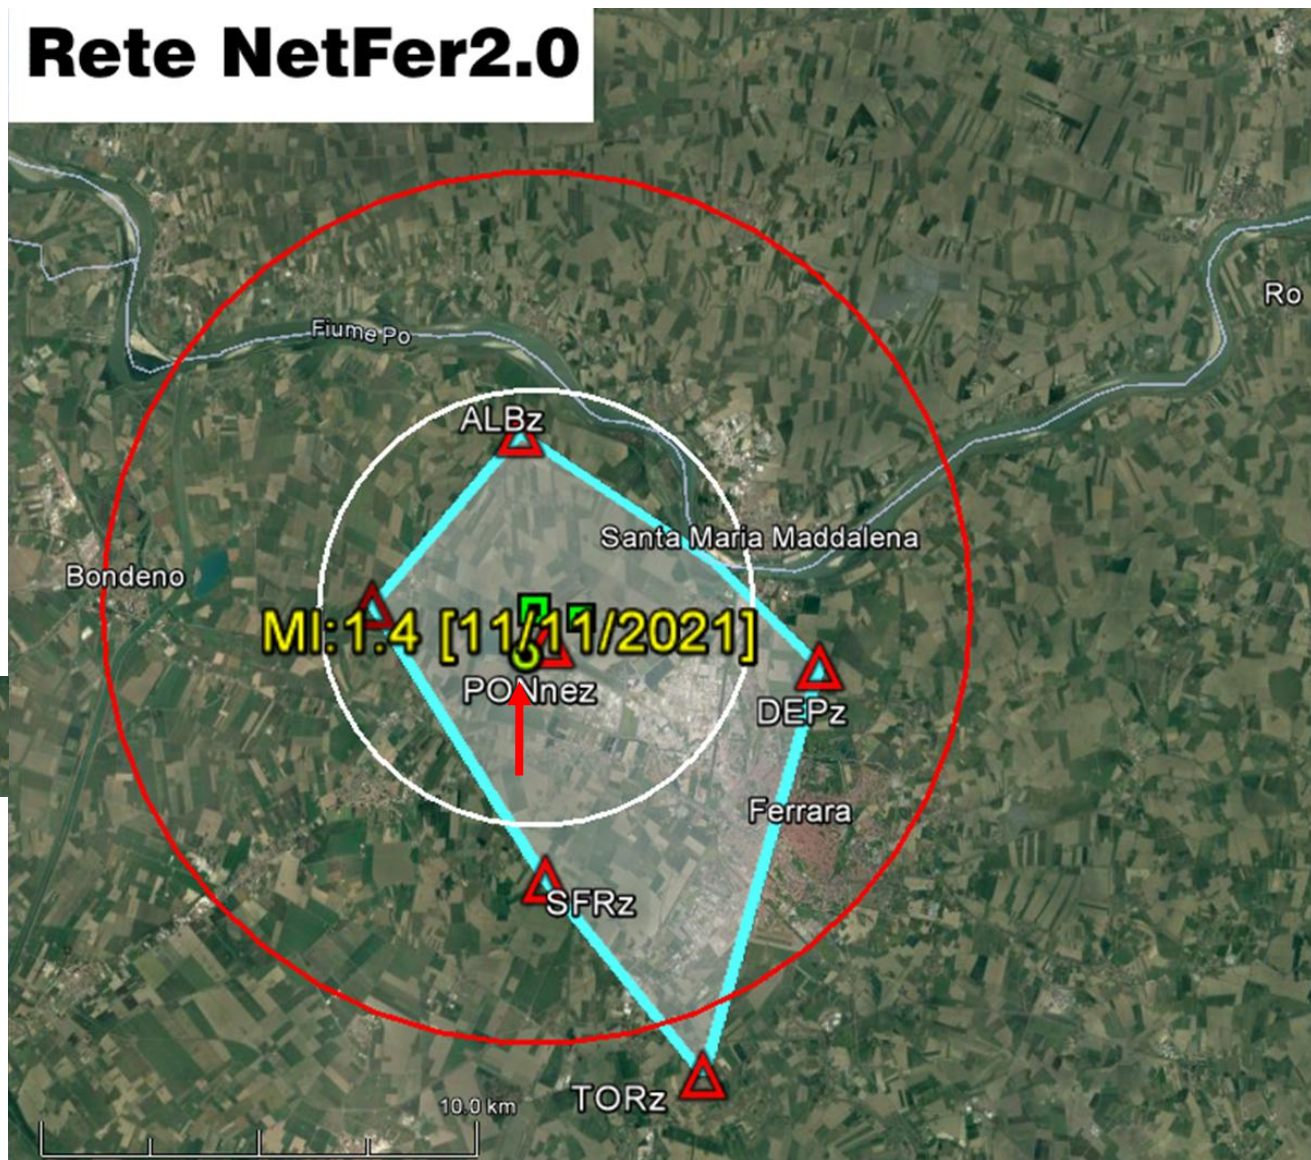 Rete NetFer2.0
Ro
Fiume Po
ALBz
Santa Maria Maddalena
Bondeno
Ml:1.4 [11/11/2021]
PONnez
DEPz
Ferrara
SFRz
TORz
10.0 km